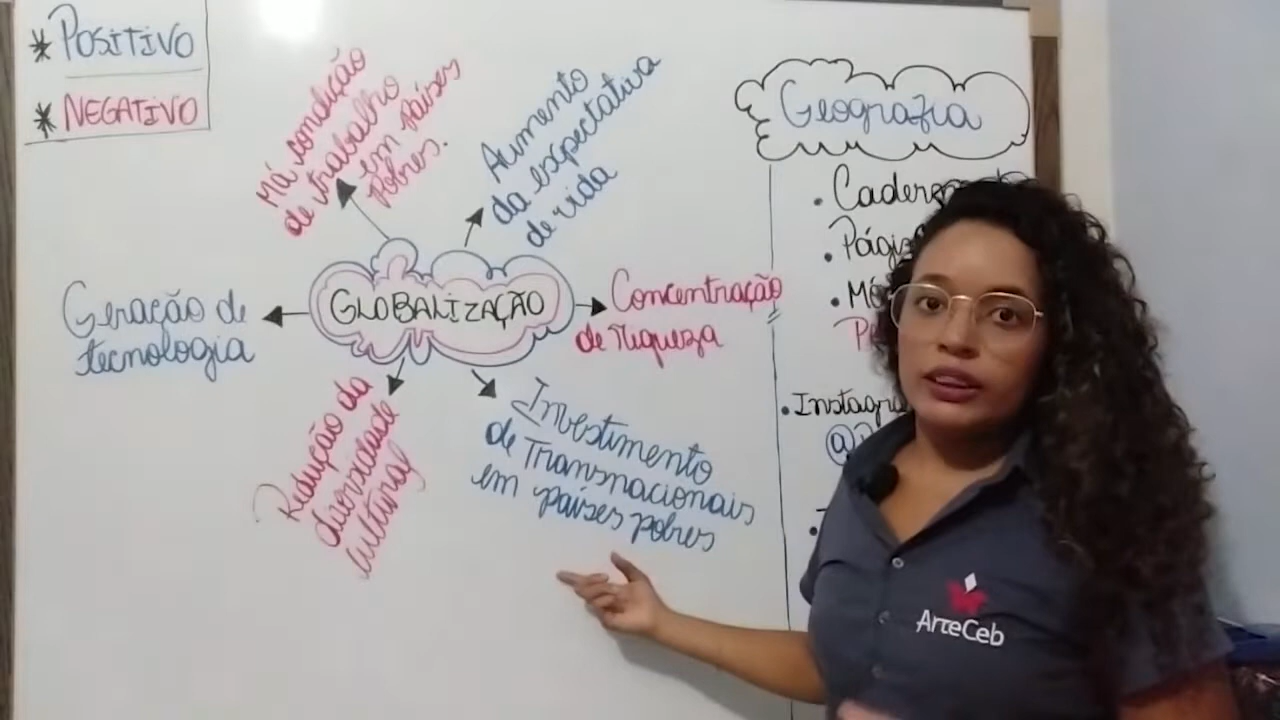 * POSITIVO
* NEGATIVO
Má condição
de trabalho
em países
pobres.
Aumento
da expectativa
de vida
Geração de
tecnologia
GLOBALIZAÇÃO
Concentração
de riqueza
Redução da
diversidade
cultural
Investimento
de Transnacionais
em países pobres
Geografia
ArteCeb